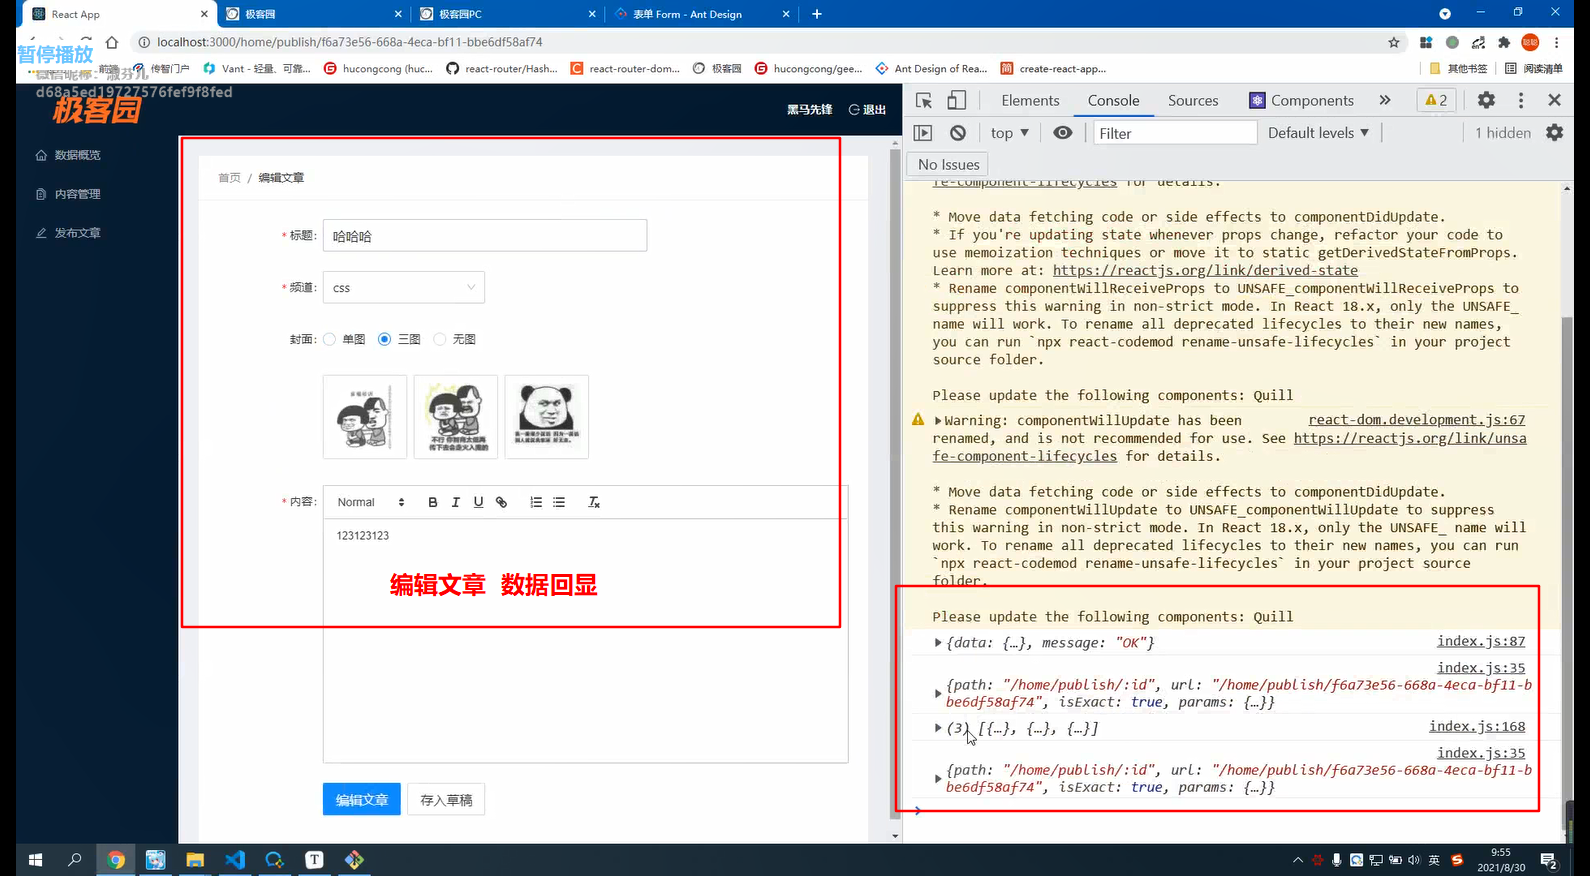 React App
极客园
极客园PC
表单 Form - Ant Design
localhost:3000/home/publish/f6a73e56-668a-4eca-bf11-bbe6df58af74
暂停播放
传智门户
Vant - 轻量、可靠...
hucongcong (huc...
react-router/Hash...
react-router-dom...
极客园
hucongcong/gee...
Ant Design of Rea...
create-react-app...
其他书签
阅读清单
d68a5ed19727576fef9f8fed
极客园
黑马先锋
退出
数据概览
内容管理
发布文章
首页 / 编辑文章
* 标题:
哈哈哈
* 频道:
css
封面:
单图
三图
无图
* 内容:
Normal
123123123
编辑文章 数据回显
编辑文章
存入草稿
Elements
Console
Sources
Components
2
top
Filter
Default levels
1 hidden
No Issues
fe-component-lifecycles for details.
* Move data fetching code or side effects to componentDidUpdate.
* If you're updating state whenever props change, refactor your code to
use memoization techniques or move it to static getDerivedStateFromProps.
Learn more at: https://reactjs.org/link/derived-state
* Rename componentWillReceiveProps to UNSAFE_componentWillReceiveProps to
suppress this warning in non-strict mode. In React 18.x, only the UNSAFE_
name will work. To rename all deprecated lifecycles to their new names,
you can run `npx react-codemod rename-unsafe-lifecycles` in your project
source folder.
Please update the following components: Quill
Warning: componentWillUpdate has been react-dom.development.js:67
renamed, and is not recommended for use. See https://reactjs.org/link/unsa
fe-component-lifecycles for details.
* Move data fetching code or side effects to componentDidUpdate.
* Rename componentWillUpdate to UNSAFE_componentWillUpdate to suppress
this warning in non-strict mode. In React 18.x, only the UNSAFE_ name will
work. To rename all deprecated lifecycles to their new names, you can run
`npx react-codemod rename-unsafe-lifecycles` in your project source
folder.
Please update the following components: Quill
{data: {…}, message: "OK"} index.js:87
index.js:35
{path: "/home/publish/:id", url: "/home/publish/f6a73e56-668a-4eca-bf11-b
be6df58af74", isExact: true, params: {…}}
(3) [{…}, {…}, {…}] index.js:168
index.js:35
{path: "/home/publish/:id", url: "/home/publish/f6a73e56-668a-4eca-bf11-b
be6df58af74", isExact: true, params: {…}}
英
9:55
2021/8/30
2